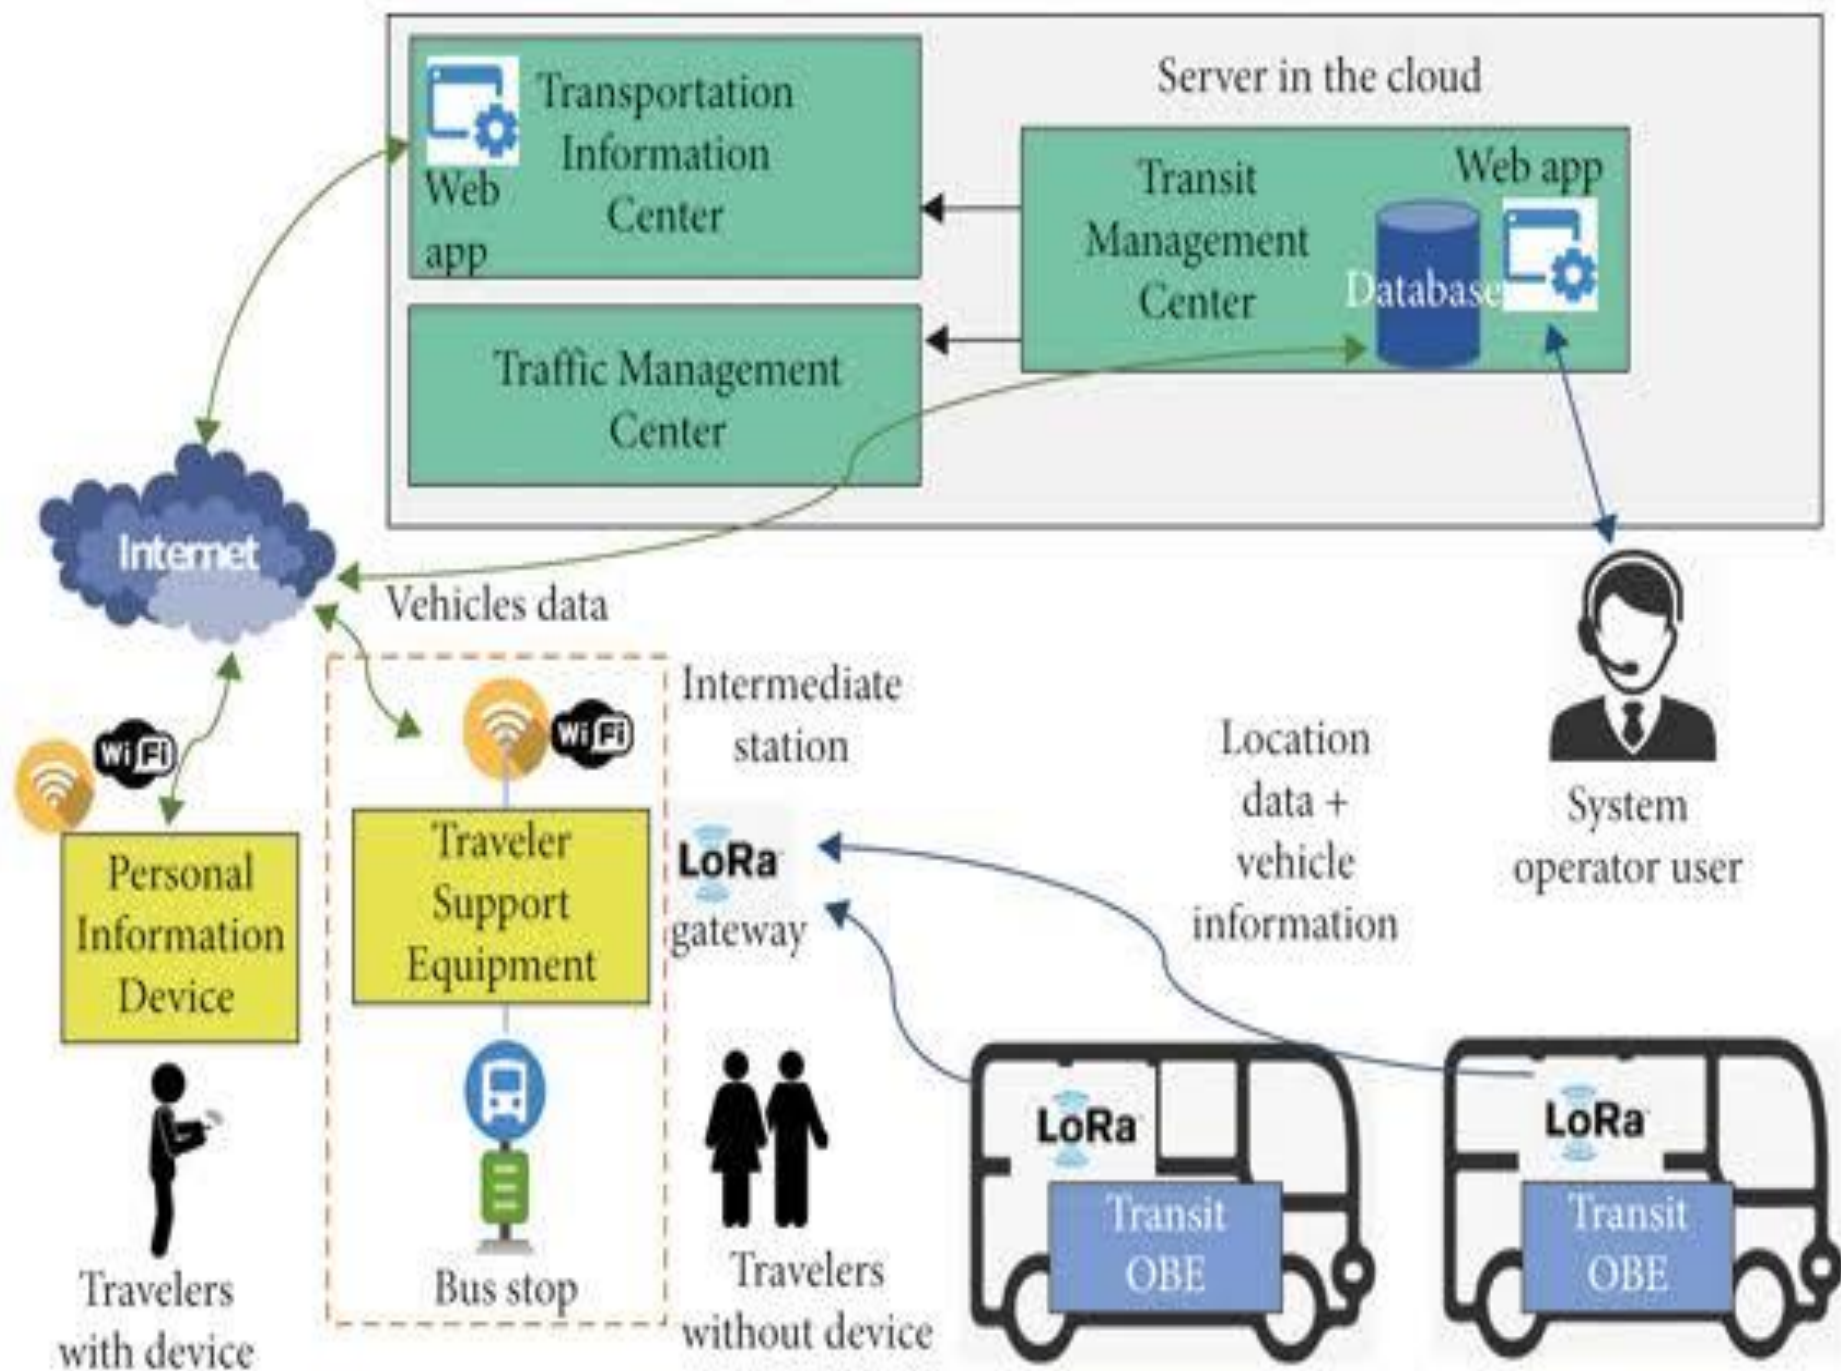 Server in the cloud
Transportation
Information
Center
Web
app
Transit
Management
Center
Web app
Database
Traffic Management
Center
Internet
Vehicles data
Intermediate
station
WiFi
WiFi
Personal
Information
Device
Traveler
Support
Equipment
LoRa
gateway
Location
data +
vehicle
information
System
operator user
LoRa
Transit
OBE
LoRa
Transit
OBE
Travelers
with device
Bus stop
Travelers
without device